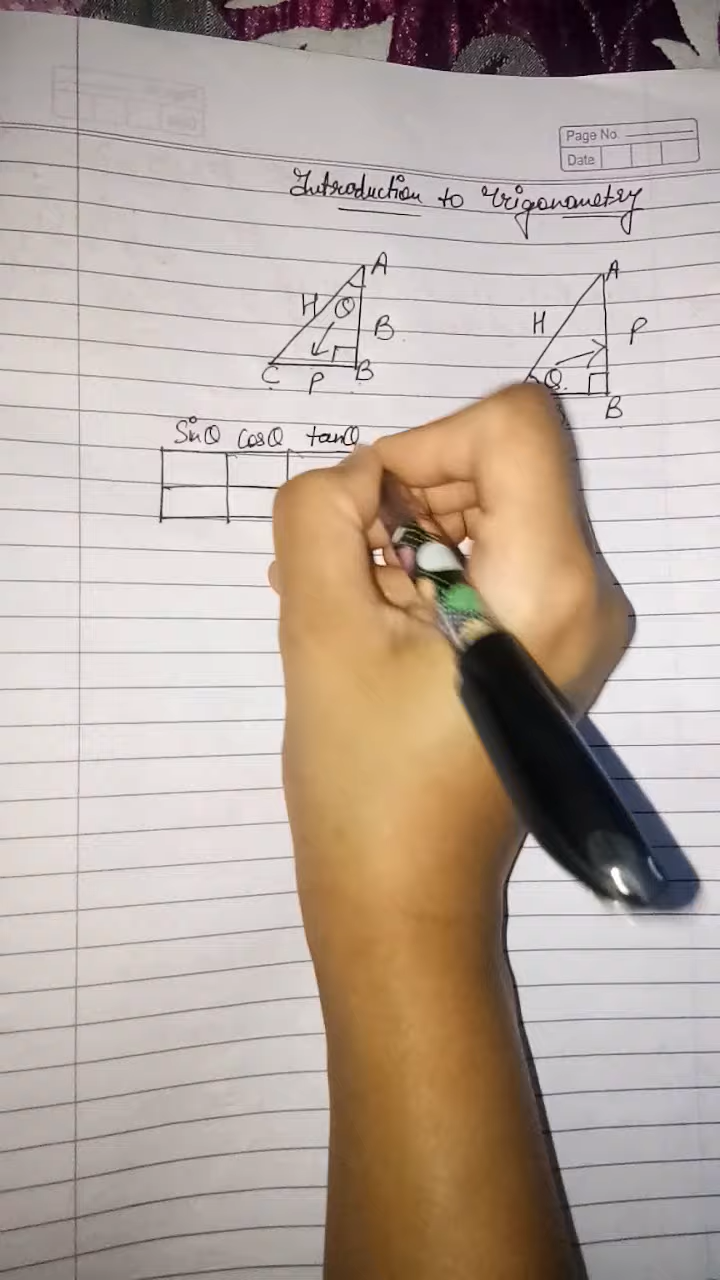 Page No.
Date
Introduction to Trigonometry
A A
H θ B H P
C P B θ B
Sinθ cosθ tanθ